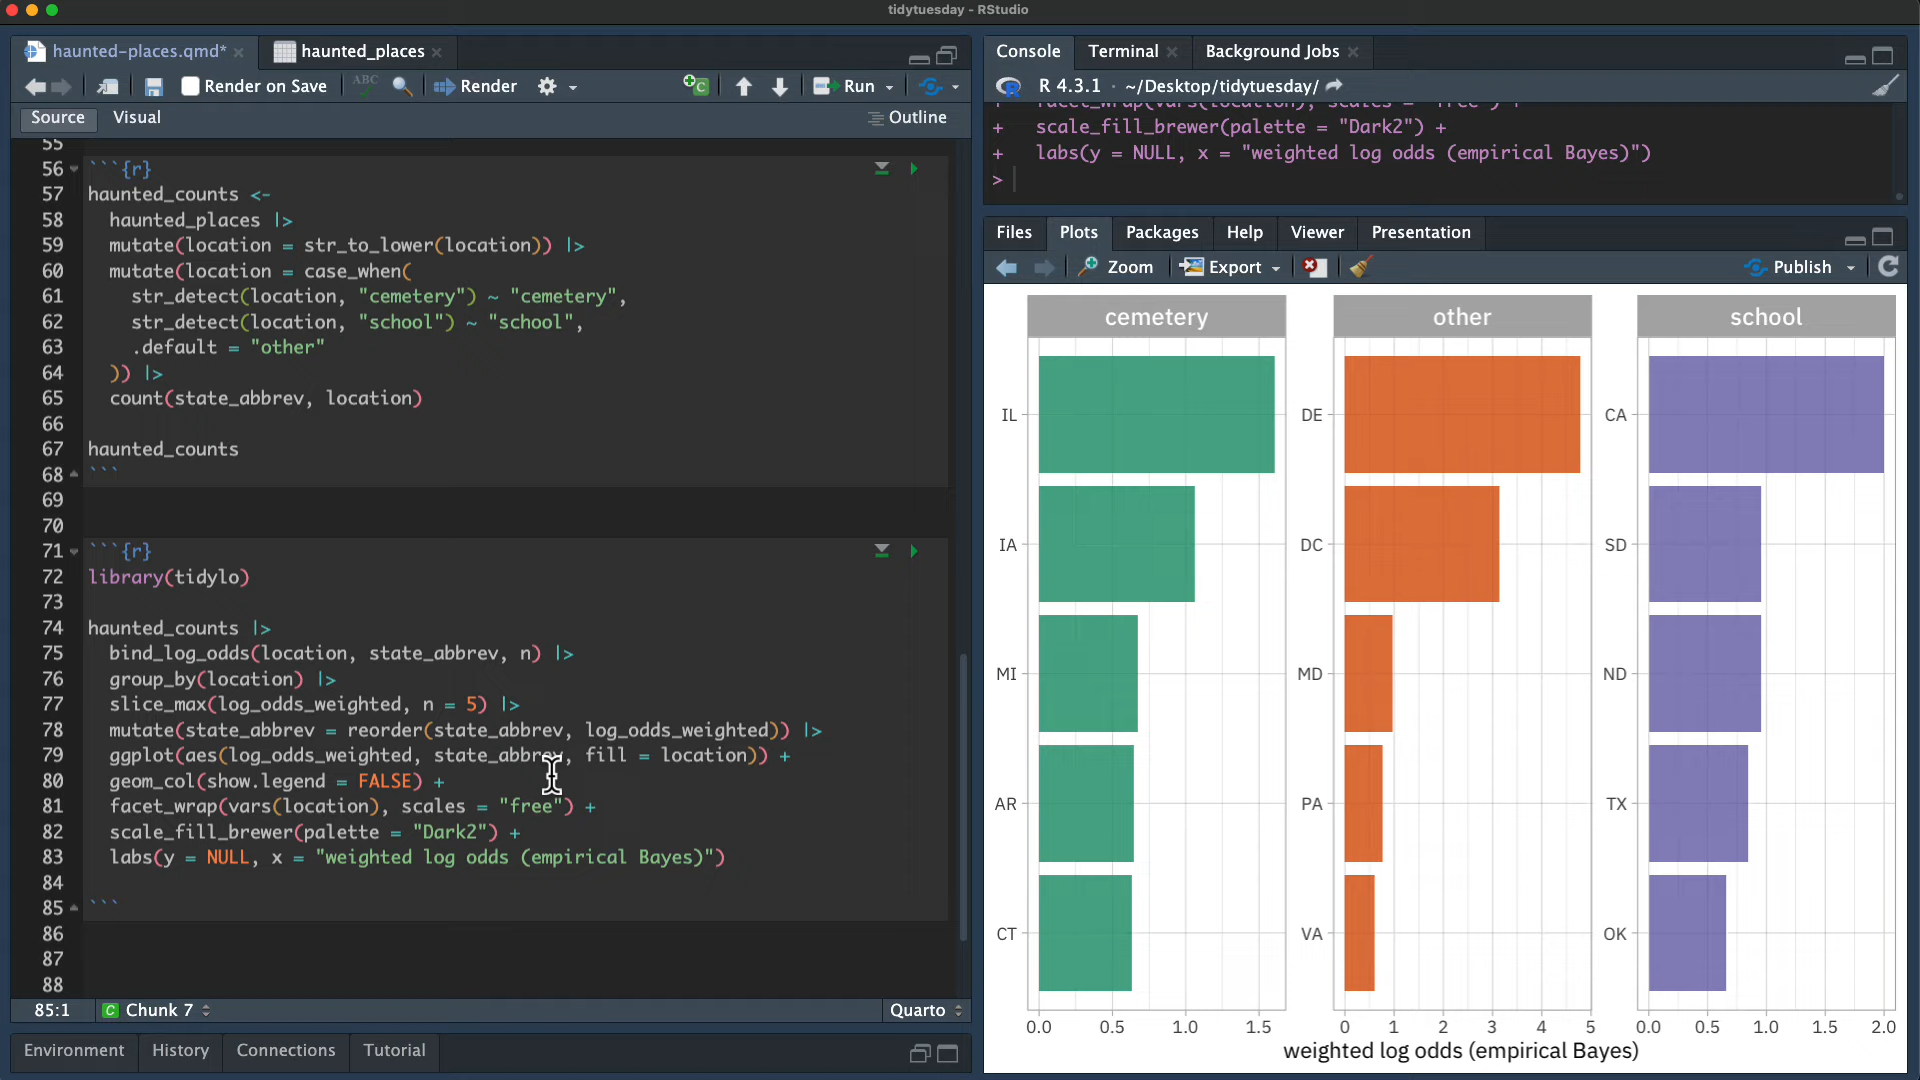 tidytuesday - RStudio
haunted-places.qmd*
haunted_places
Render on Save
ABC
Render
Run
Source
Visual
Outline
55
56 ```{r}
57 haunted_counts <-
58 haunted_places |>
59 mutate(location = str_to_lower(location)) |>
60 mutate(location = case_when(
61 str_detect(location, "cemetery") ~ "cemetery",
62 str_detect(location, "school") ~ "school",
63 .default = "other"
64 )) |>
65 count(state_abbrev, location)
66
67 haunted_counts
68 ```
69
70
71 ```{r}
72 library(tidylo)
73
74 haunted_counts |>
75 bind_log_odds(location, state_abbrev, n) |>
76 group_by(location) |>
77 slice_max(log_odds_weighted, n = 5) |>
78 mutate(state_abbrev = reorder(state_abbrev, log_odds_weighted)) |>
79 ggplot(aes(log_odds_weighted, state_abbrev, fill = location)) +
80 geom_col(show.legend = FALSE) +
81 facet_wrap(vars(location), scales = "free") +
82 scale_fill_brewer(palette = "Dark2") +
83 labs(y = NULL, x = "weighted log odds (empirical Bayes)")
84
85 ```
86
87
88
85:1 C Chunk 7 Quarto
Environment
History
Connections
Tutorial
Console
Terminal
Background Jobs
R 4.3.1 · ~/Desktop/tidytuesday/
+ facet_wrap(vars(location), scales = "free") +
+ scale_fill_brewer(palette = "Dark2") +
+ labs(y = NULL, x = "weighted log odds (empirical Bayes)")
>
Files
Plots
Packages
Help
Viewer
Presentation
Zoom
Export
Publish
cemetery
other
school
IL
IA
MI
AR
CT
DE
DC
MD
PA
VA
CA
SD
ND
TX
OK
0.0 0.5 1.0 1.5
0 1 2 3 4 5
0.0 0.5 1.0 1.5 2.0
weighted log odds (empirical Bayes)